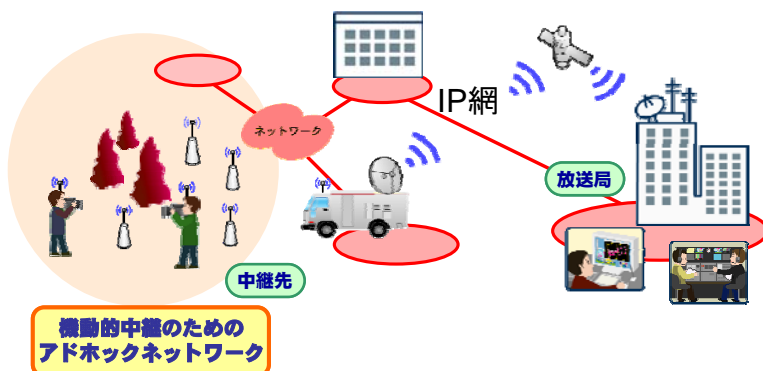 IP網
ネットワーク
放送局
中継先
機動的中継のための
アドホックネットワーク